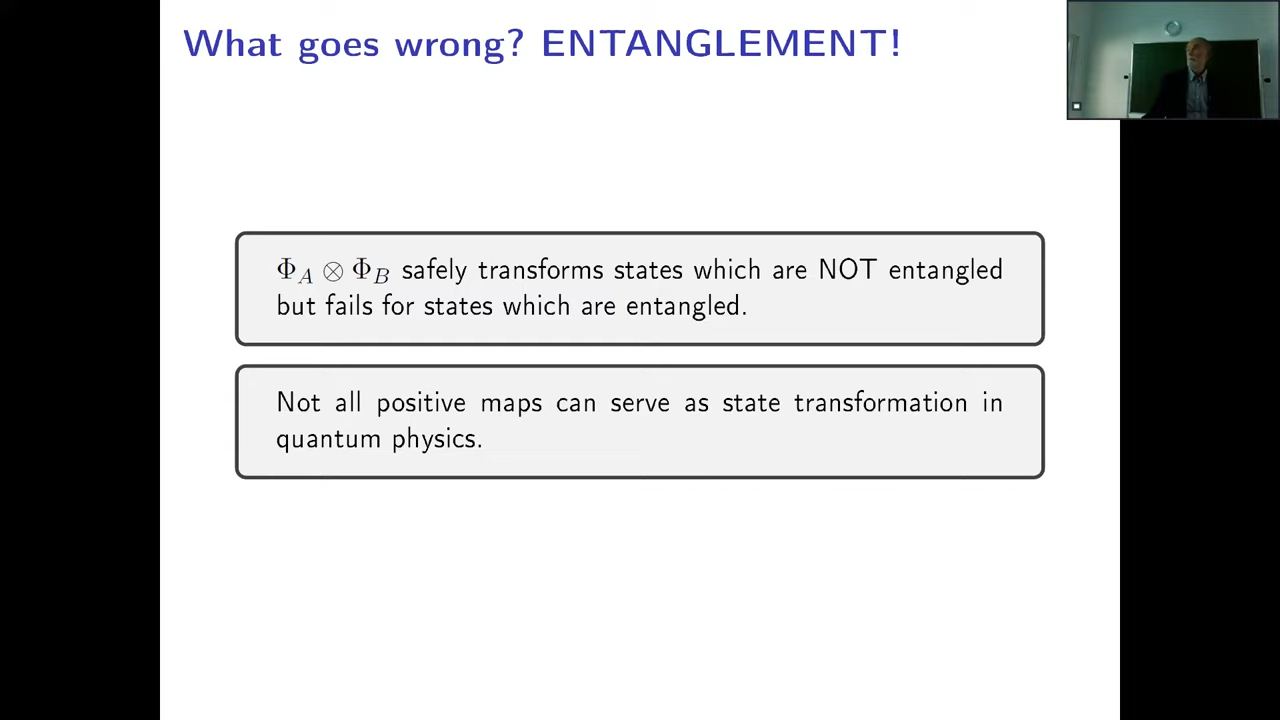 What goes wrong? ENTANGLEMENT!
Φ_A ⊗ Φ_B safely transforms states which are NOT entangled
but fails for states which are entangled.
Not all positive maps can serve as state transformation in
quantum physics.